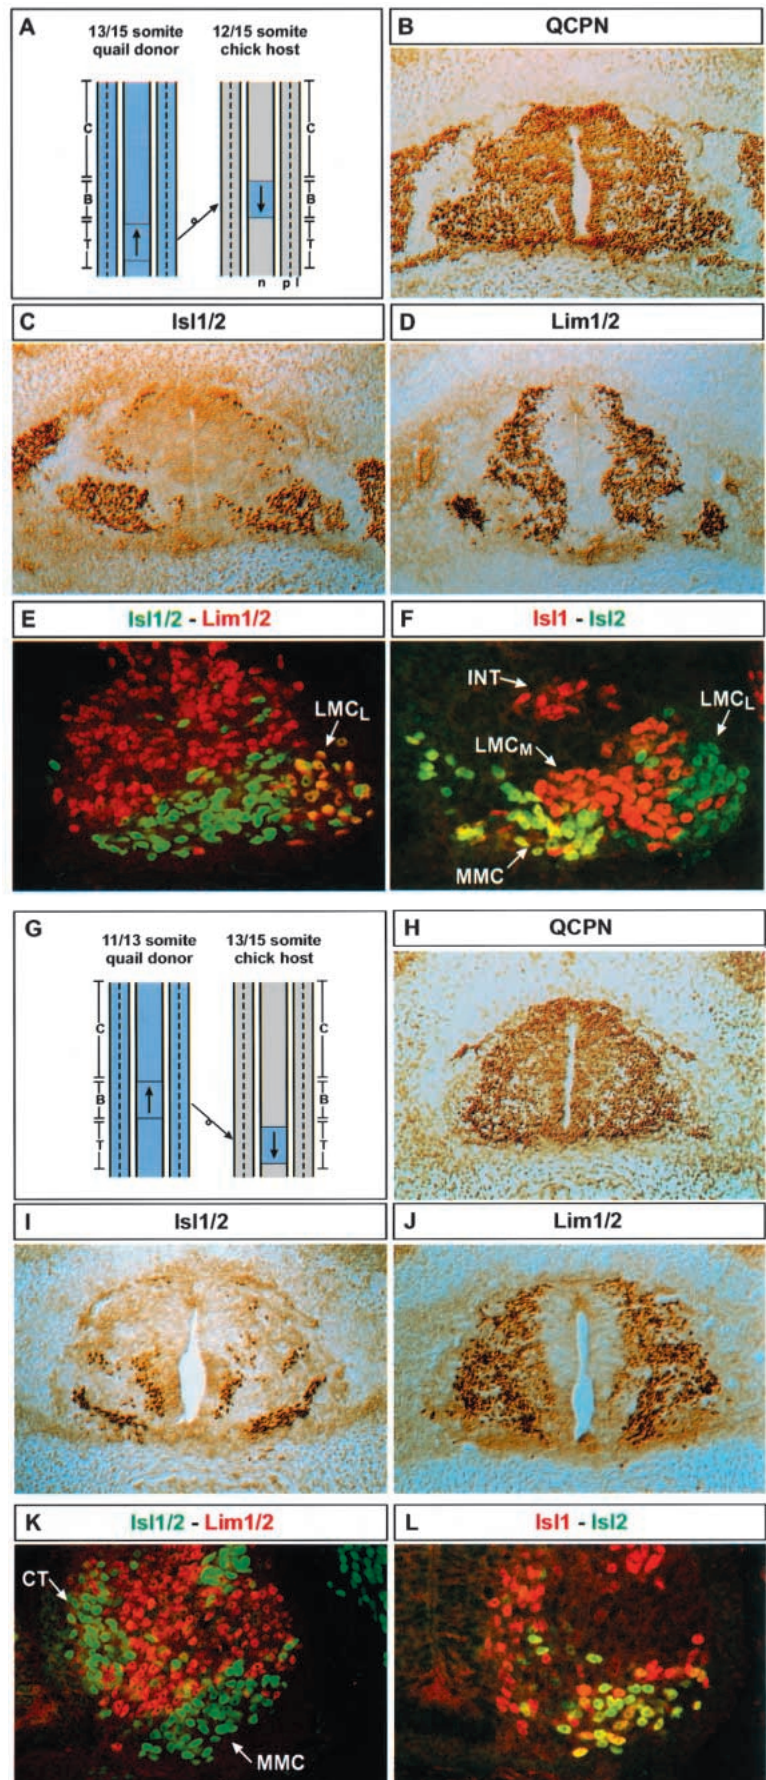 A
13/15 somite
quail donor
12/15 somite
chick host
C
B
T
C
B
T
n p l
B
QCPN
C
Isl1/2
D
Lim1/2
E
Isl1/2 - Lim1/2
LMCL
F
Isl1 - Isl2
INT
LMCL
LMCM
MMC
G
11/13 somite
quail donor
13/15 somite
chick host
C
B
T
C
B
T
H
QCPN
I
Isl1/2
J
Lim1/2
K
Isl1/2 - Lim1/2
CT
MMC
L
Isl1 - Isl2